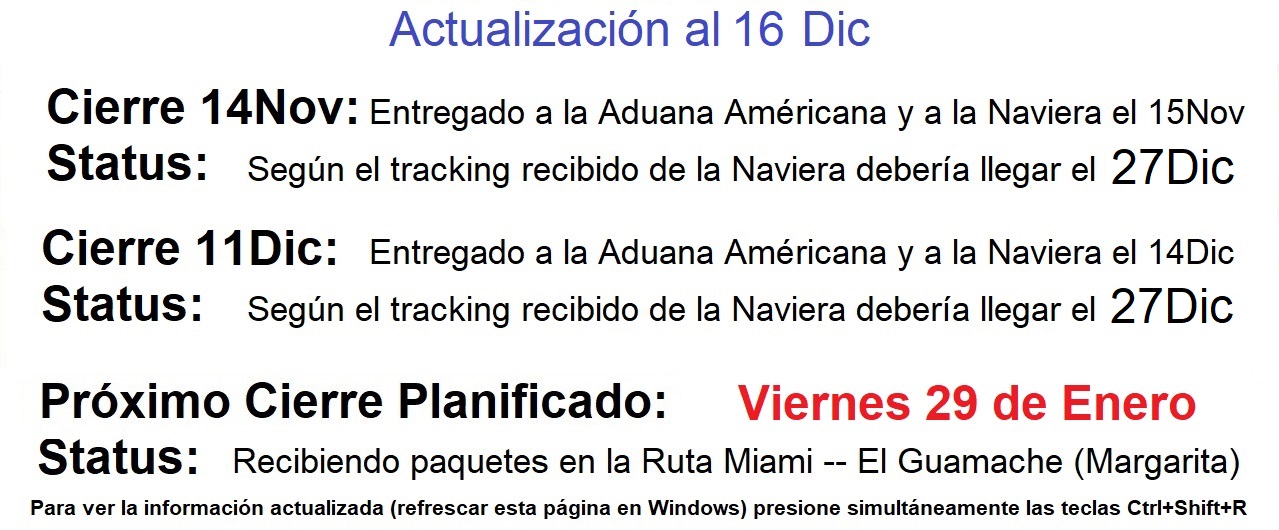 Actualización al 16 Dic
Cierre 14Nov: Entregado a la Aduana Américana y a la Naviera el 15Nov
Status: Según el tracking recibido de la Naviera debería llegar el 27Dic
Cierre 11Dic: Entregado a la Aduana Américana y a la Naviera el 14Dic
Status: Según el tracking recibido de la Naviera debería llegar el 27Dic
Próximo Cierre Planificado: Viernes 29 de Enero
Status: Recibiendo paquetes en la Ruta Miami -- El Guamache (Margarita)
Para ver la información actualizada (refrescar esta página en Windows) presione simultáneamente las teclas Ctrl+Shift+R